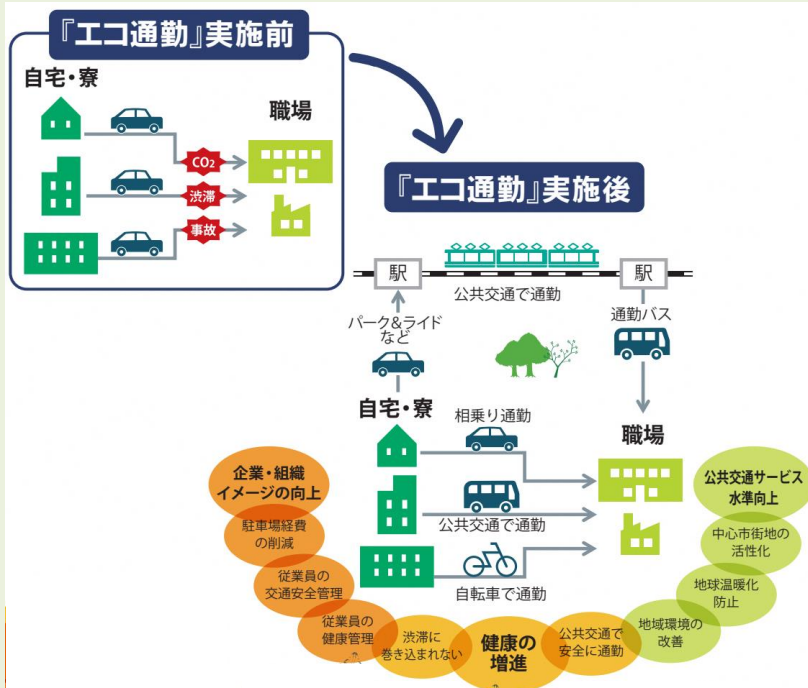 『エコ通勤』実施前
自宅・寮
職場
CO₂
渋滞
事故
『エコ通勤』実施後
駅
駅
公共交通で通勤
パーク&ライド
など
通勤バス
自宅・寮
相乗り通勤
職場
公共交通で通勤
自転車で通勤
企業・組織
イメージの向上
駐車場経費
の削減
従業員の
交通安全管理
従業員の
健康管理
渋滞に
巻き込まれない
健康の
増進
公共交通で
安全に通勤
地域環境の
改善
地球温暖化
防止
中心市街地の
活性化
公共交通サービス
水準向上